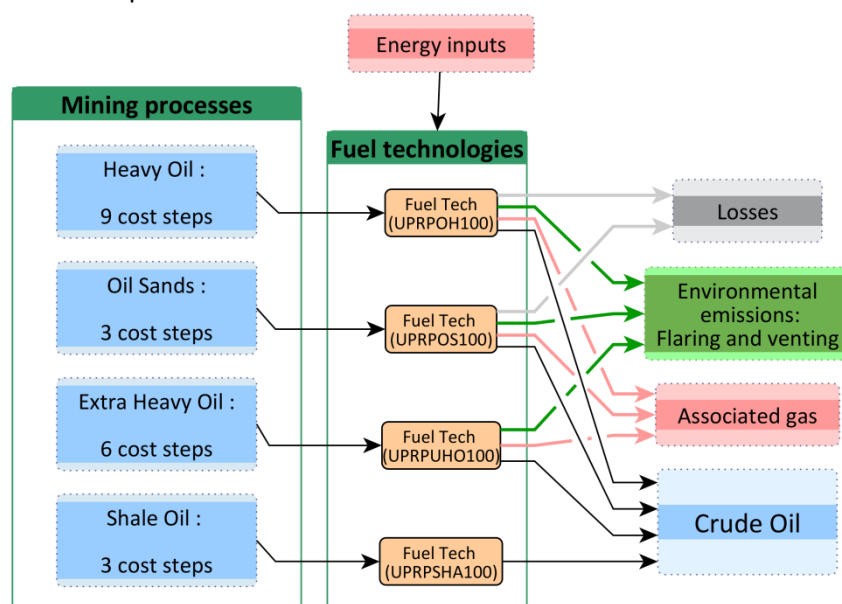 Energy inputs
Mining processes
Fuel technologies
Heavy Oil :
9 cost steps
Fuel Tech
(UPRPOH100)
Losses
Oil Sands :
3 cost steps
Fuel Tech
(UPRPOS100)
Environmental
emissions:
Flaring and venting
Extra Heavy Oil :
6 cost steps
Fuel Tech
(UPRPUHO100)
Associated gas
Shale Oil :
3 cost steps
Fuel Tech
(UPRPSHA100)
Crude Oil